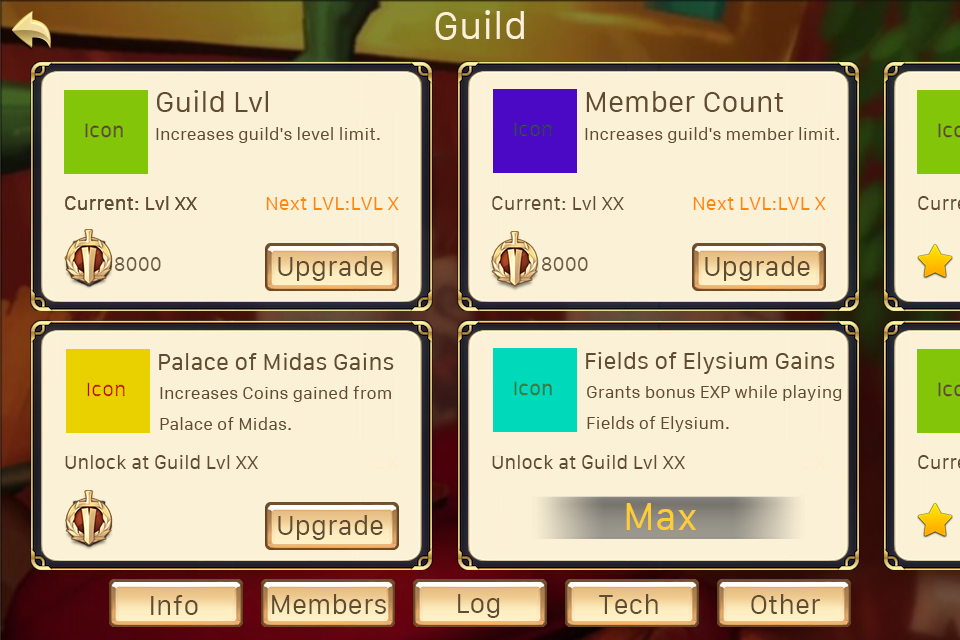 Guild
Icon
Guild Lvl
Increases guild's level limit.
Current: Lvl XX
Next LVL:LVL X
8000
Upgrade
Icon
Member Count
Increases guild's member limit.
Current: Lvl XX
Next LVL:LVL X
8000
Upgrade
Ico
Curre
Icon
Palace of Midas Gains
Increases Coins gained from
Palace of Midas.
Unlock at Guild Lvl XX
Upgrade
Icon
Fields of Elysium Gains
Grants bonus EXP while playing
Fields of Elysium.
Unlock at Guild Lvl XX
Max
Ico
Curre
Info
Members
Log
Tech
Other